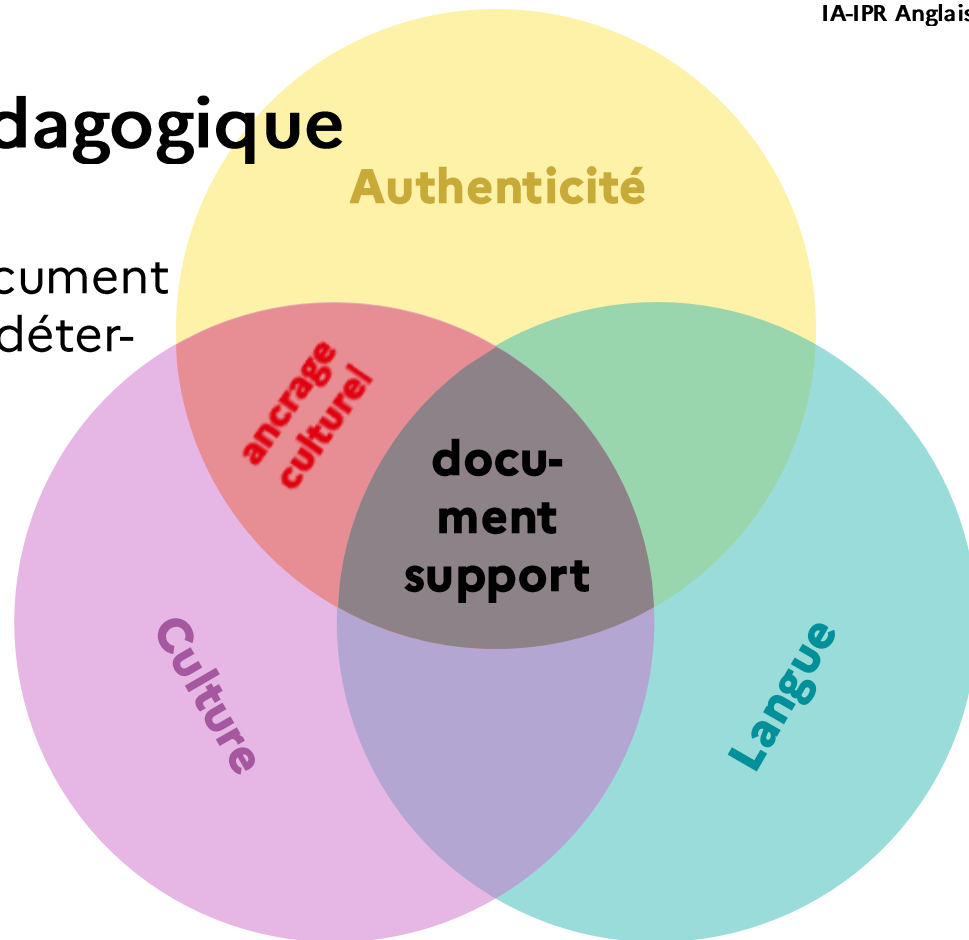 IA-IPR Anglais
dagogique
Authenticité
cument
déter-
ancrage
culturel
docu-
ment
support
Culture
Langue